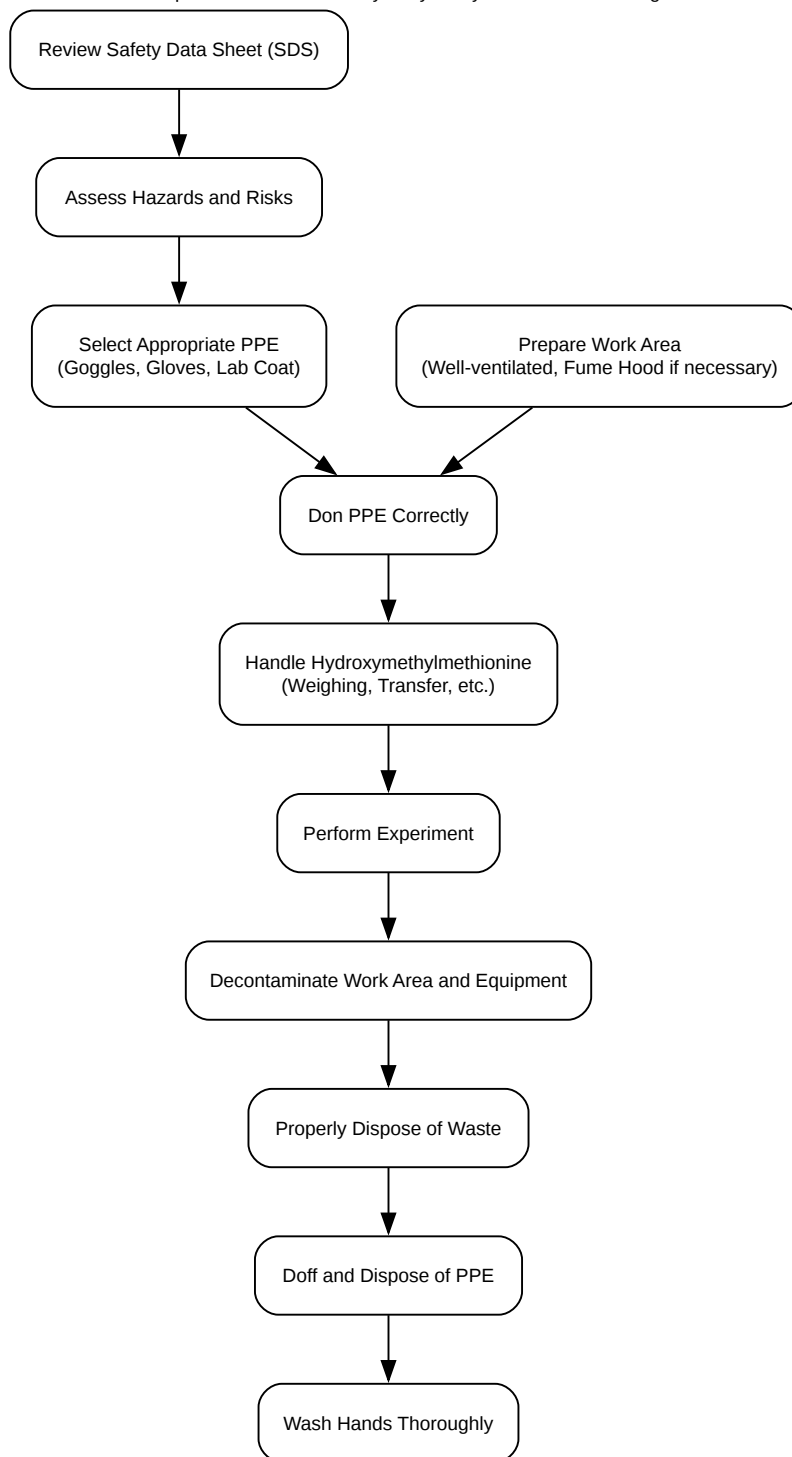 Review Safety Data Sheet (SDS)
Assess Hazards and Risks
Select Appropriate PPE
(Goggles, Gloves, Lab Coat)
Prepare Work Area
(Well-ventilated, Fume Hood if necessary)
Don PPE Correctly
Handle Hydroxymethylmethionine
(Weighing, Transfer, etc.)
Perform Experiment
Decontaminate Work Area and Equipment
Properly Dispose of Waste
Doff and Dispose of PPE
Wash Hands Thoroughly